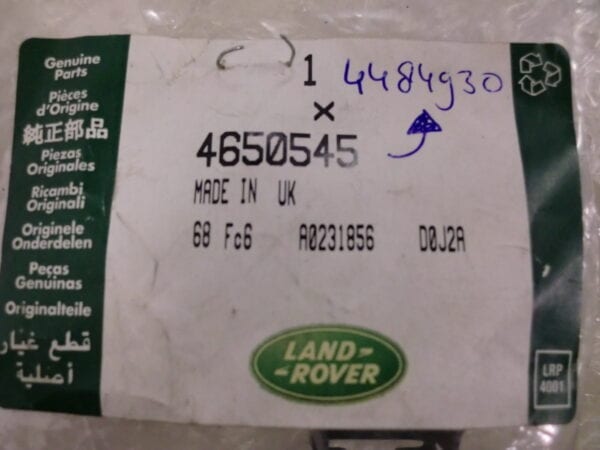 Genuine
Parts
Pièces
d'Origine
純正部品
Piezas
Originales
Ricambi
Originali
Originele
Onderdelen
Peças
Genuinas
Originalteile
قطع غيار
أصلية
1
4484930
×
4650545
MADE IN UK
68 Fc6 A0231856 D0J2A
LAND
ROVER
LRP
4001